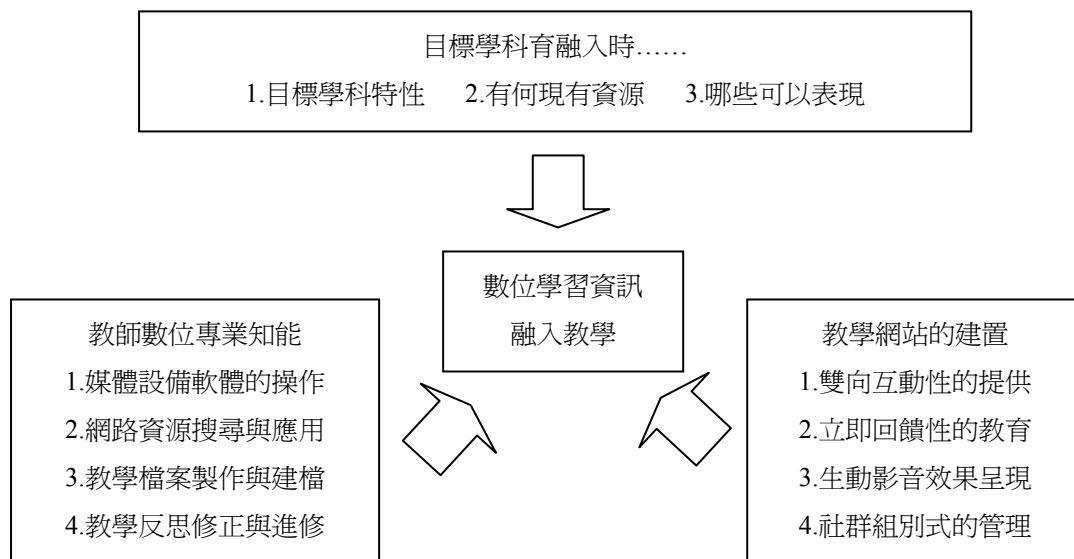 目標學科育融入時……
1.目標學科特性 2.有何現有資源 3.哪些可以表現
數位學習資訊
融入教學
教師數位專業知能
1.媒體設備軟體的操作
2.網路資源搜尋與應用
3.教學檔案製作與建檔
4.教學反思修正與進修
教學網站的建置
1.雙向互動性的提供
2.立即回饋性的教育
3.生動影音效果呈現
4.社群組別式的管理